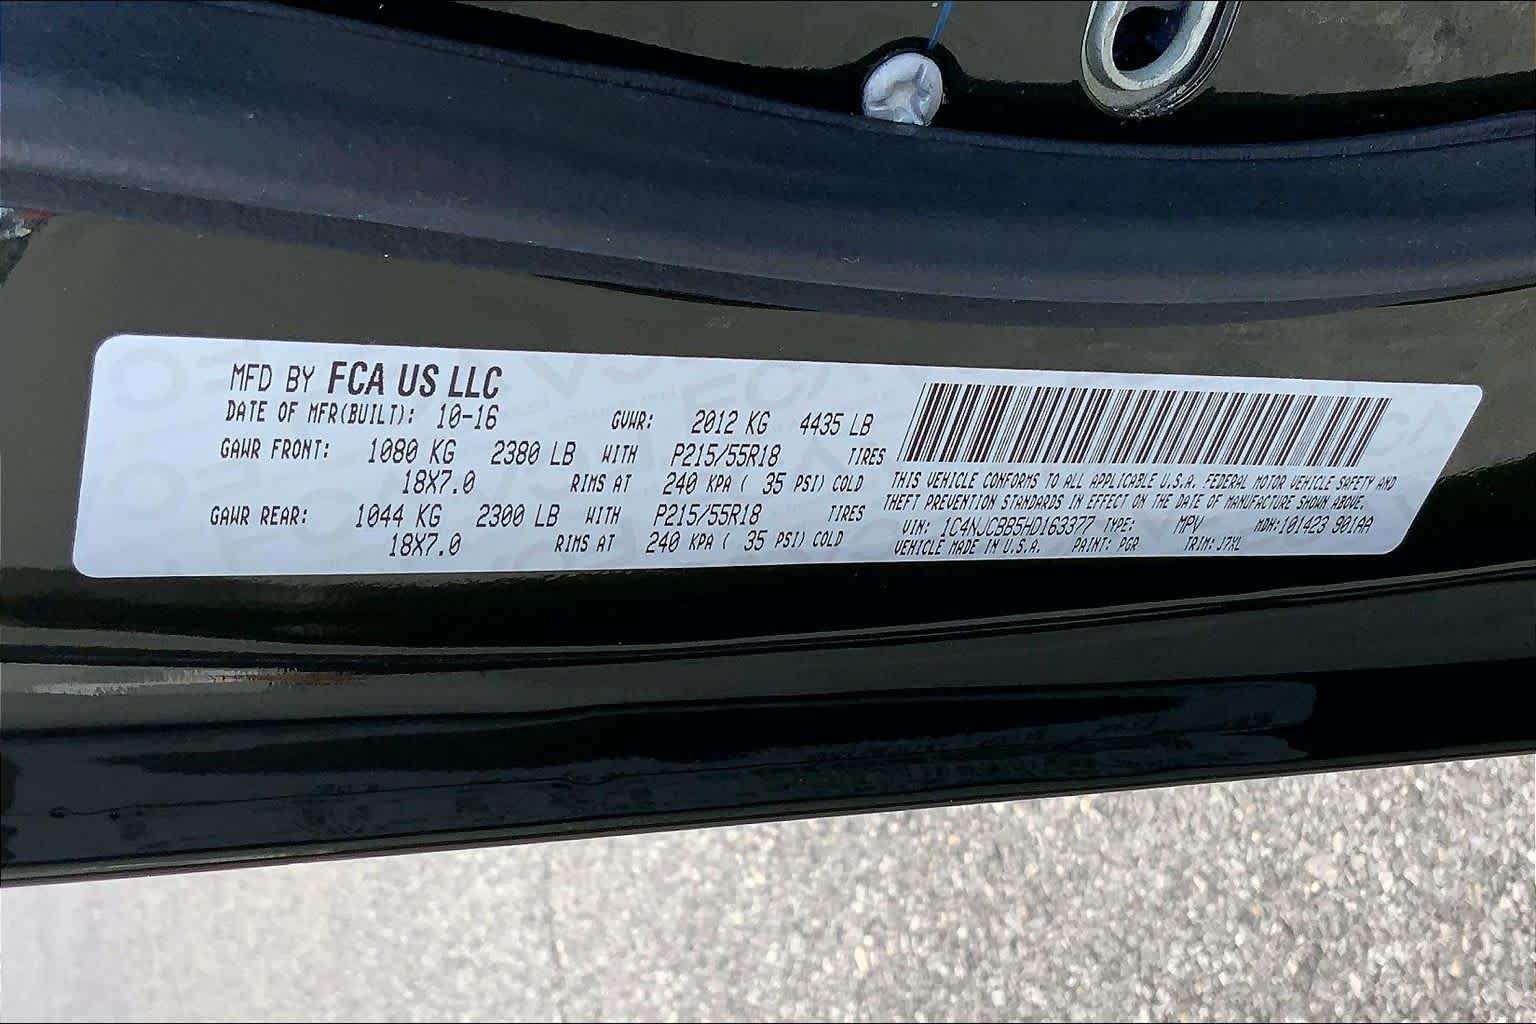 MFD BY FCA US LLC
DATE OF MFR(BUILT): 10-16 GVWR: 2012 KG 4435 LB
GAWR FRONT: 1080 KG 2380 LB WITH P215/55R18 TIRES
18X7.0 RIMS AT 240 KPA ( 35 PSI) COLD
GAWR REAR: 1044 KG 2300 LB WITH P215/55R18 TIRES
18X7.0 RIMS AT 240 KPA ( 35 PSI) COLD
THIS VEHICLE CONFORMS TO ALL APPLICABLE U.S.A. FEDERAL MOTOR VEHICLE SAFETY AND
THEFT PREVENTION STANDARDS IN EFFECT ON THE DATE OF MANUFACTURE SHOWN ABOVE.
VIN: 1C4NJCBB5HD163377 TYPE: MPV MDH:101423 901AA
VEHICLE MADE IN U.S.A. PAINT: PGR TRIM: J7XL